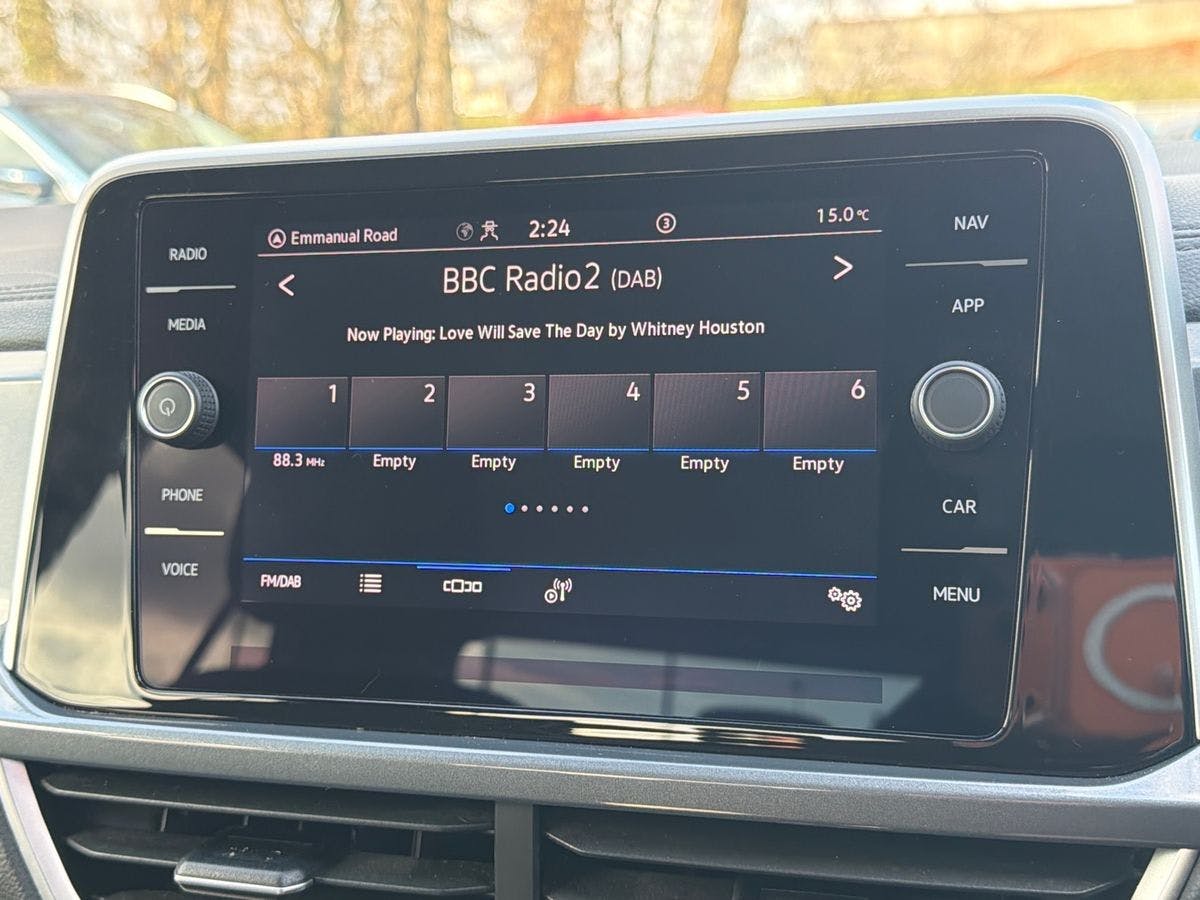 Emmanual Road 2:24 3 15.0 °C
RADIO
NAV
< BBC Radio2 (DAB) >
MEDIA
APP
Now Playing: Love Will Save The Day by Whitney Houston
1 2 3 4 5 6
88.3 MHz Empty Empty Empty Empty Empty
PHONE
CAR
VOICE
FM/DAB
MENU